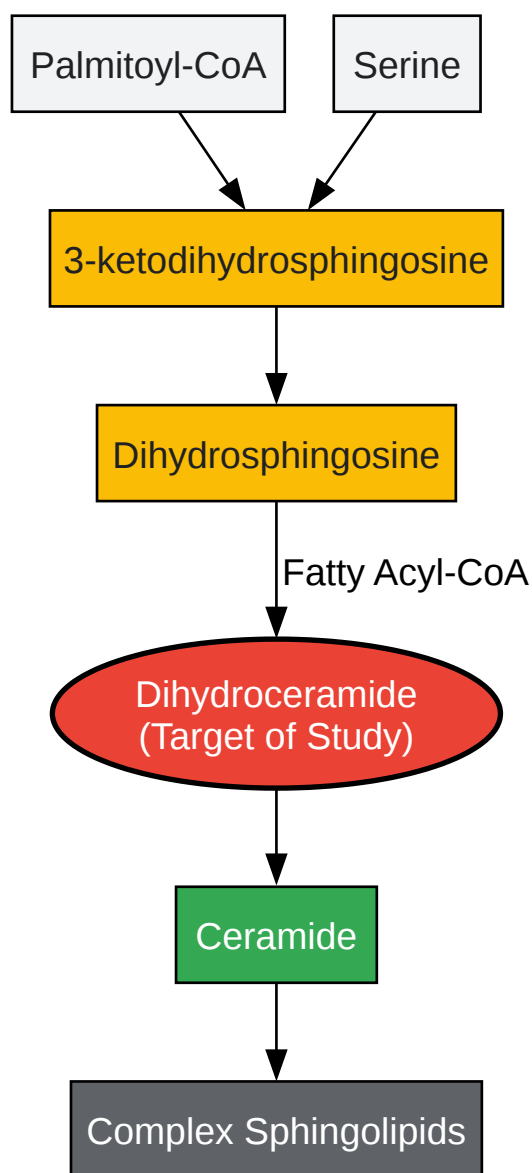 Palmitoyl-CoA
Serine
3-ketodihydrosphingosine
Dihydrosphingosine
Fatty Acyl-CoA
Dihydroceramide
(Target of Study)
Ceramide
Complex Sphingolipids